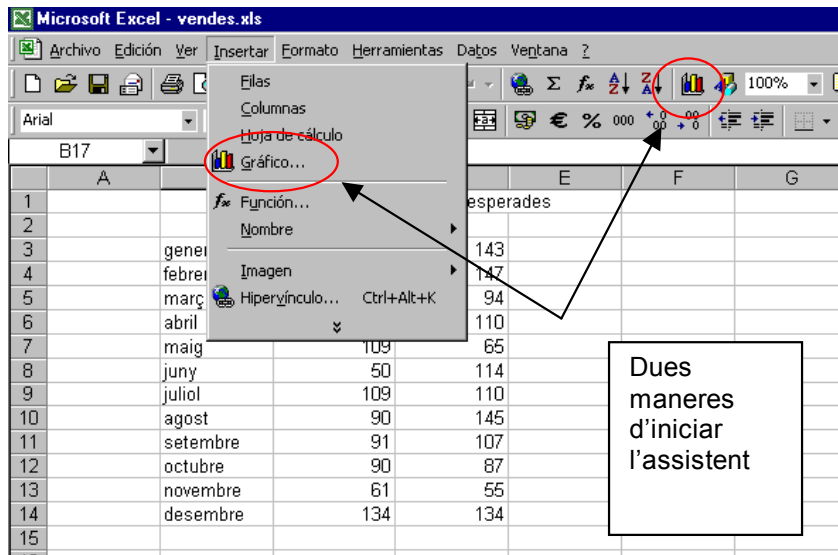 Microsoft Excel - vendes.xls
Archivo Edición Ver Insertar Formato Herramientas Datos Ventana ?
100%
Arial
€ % 000
B17
Filas
Columnas
Hoja de cálculo
Gráfico...
Función...
Nombre
Imagen
Hipervínculo... Ctrl+Alt+K
A E F G
1 esperades
2
3 143
4 147
5 març 94
6 abril 110
7 maig 109 65
8 juny 50 114
9 juliol 109 110
10 agost 90 145
11 setembre 91 107
12 octubre 90 87
13 novembre 61 55
14 desembre 134 134
15
Dues
maneres
d'iniciar
l'assistent